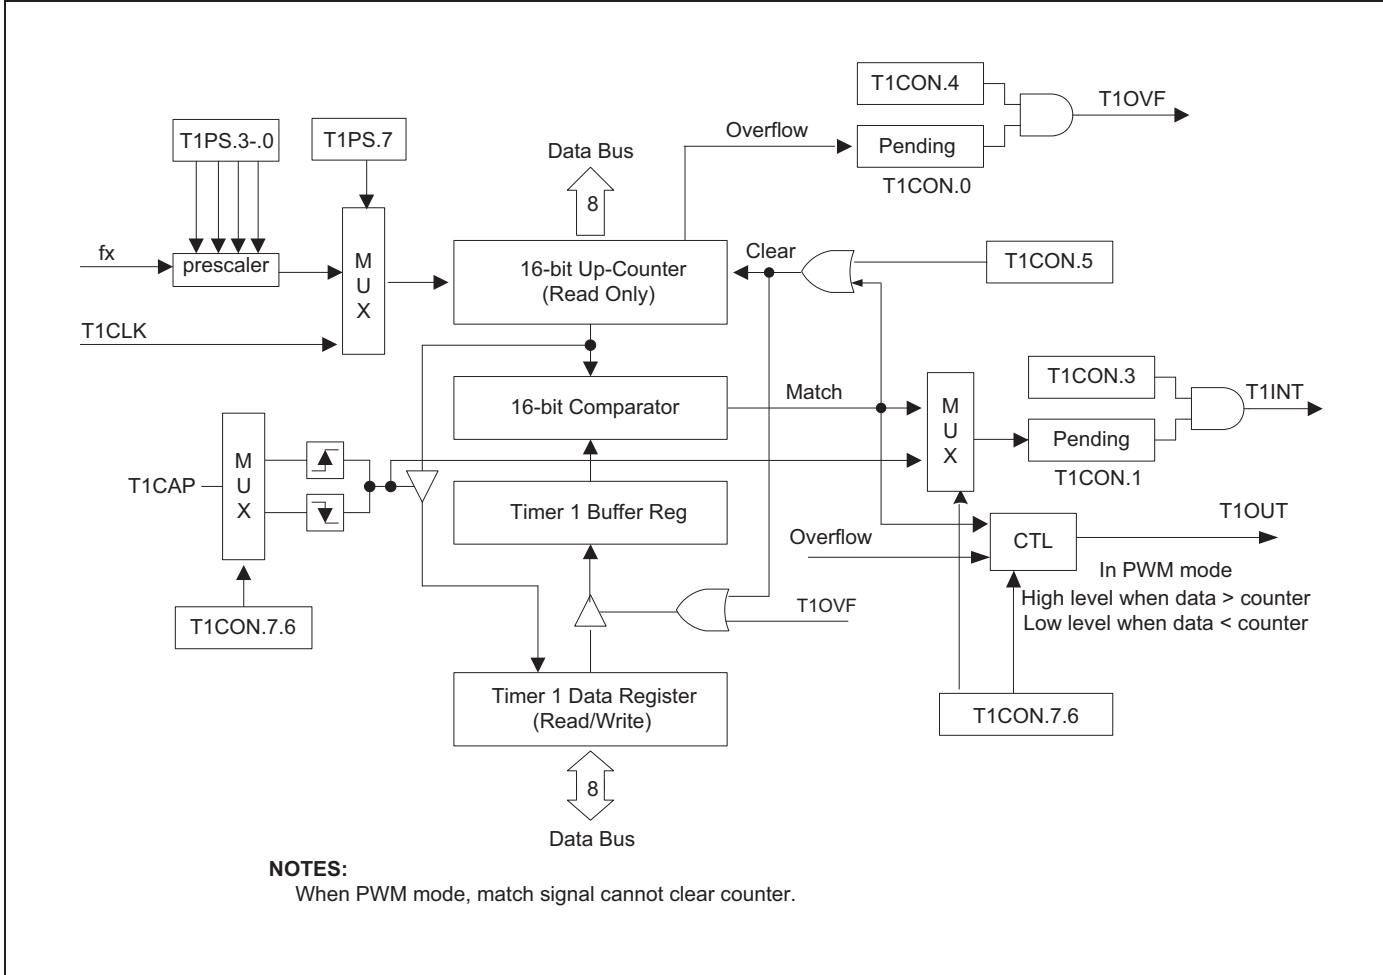 T1CON.4
T1OVF
Overflow
Pending
T1CON.0
T1PS.3-.0
T1PS.7
Data Bus
8
fx
prescaler
M
U
X
T1CLK
16-bit Up-Counter
(Read Only)
Clear
T1CON.5
16-bit Comparator
Match
M
U
X
T1CON.3
T1INT
Pending
T1CON.1
T1CAP
M
U
X
Timer 1 Buffer Reg
T1CON.7.6
Overflow
CTL
T1OUT
In PWM mode
High level when data > counter
Low level when data < counter
T1OVF
Timer 1 Data Register
(Read/Write)
T1CON.7.6
8
Data Bus
NOTES:
When PWM mode, match signal cannot clear counter.